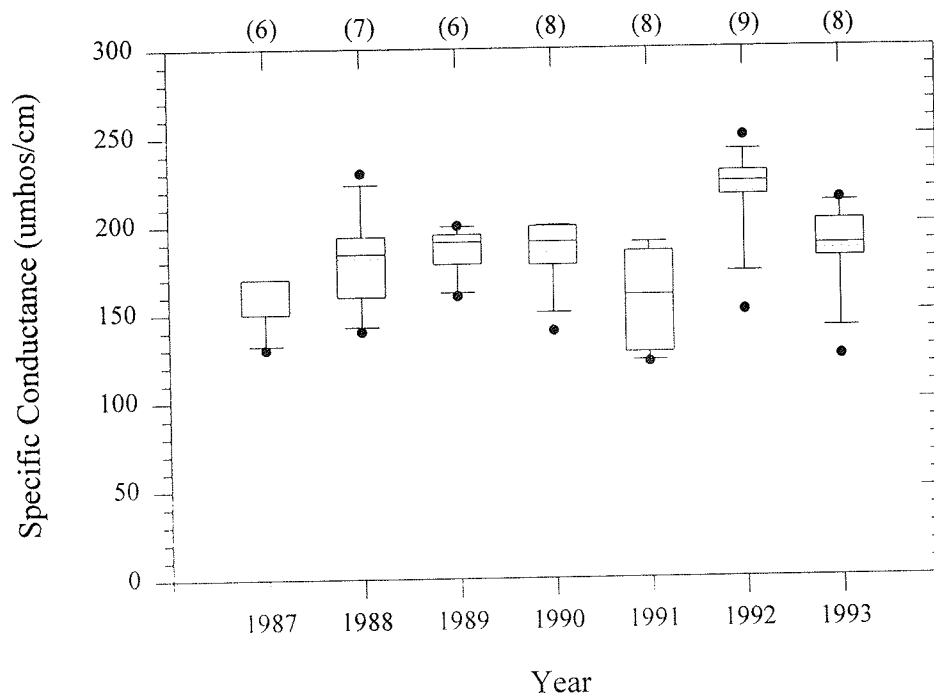 (6) (7) (6) (8) (8) (9) (8)
300
250
200
150
100
50
0
Specific Conductance (umhos/cm)
1987 1988 1989 1990 1991 1992 1993
Year